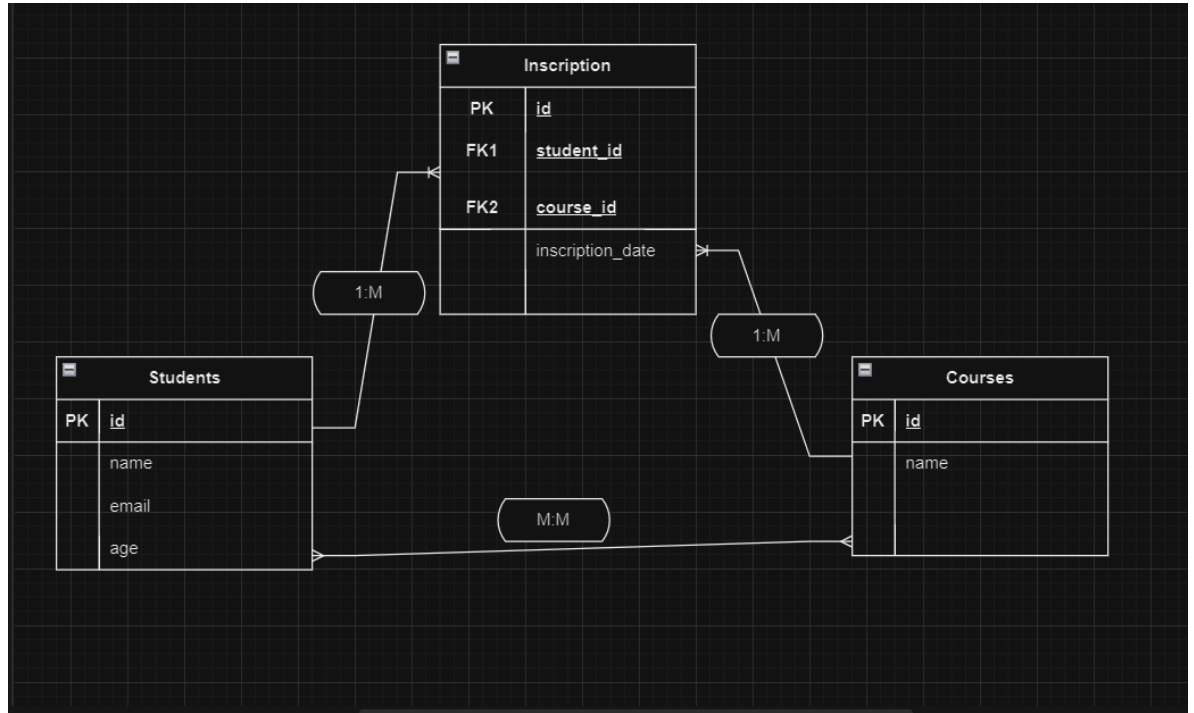 Inscription
PK id
FK1 student_id
FK2 course_id
inscription_date
1:M
1:M
Students
PK id
name
email
age
Courses
PK id
name
M:M